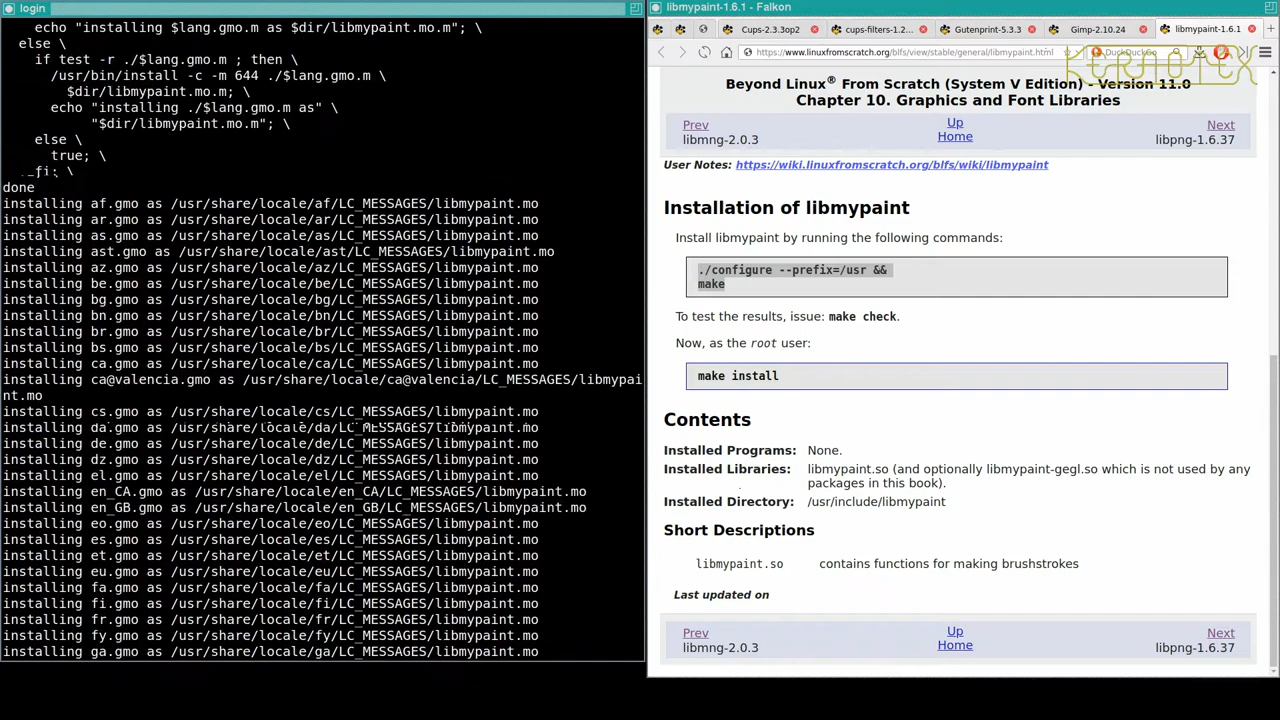 login
echo "installing $lang.gmo as $dir/libmypaint.mo.m"; \
else \
if test -r ./$lang.gmo.m ; then \
/usr/bin/install -c -m 644 ./$lang.gmo.m \
$dir/libmypaint.mo.m; \
echo "installing ./$lang.gmo.m as" \
"$dir/libmypaint.mo.m"; \
else \
true; \
fi; \
done
installing af.gmo as /usr/share/locale/af/LC_MESSAGES/libmypaint.mo
installing ar.gmo as /usr/share/locale/ar/LC_MESSAGES/libmypaint.mo
installing as.gmo as /usr/share/locale/as/LC_MESSAGES/libmypaint.mo
installing ast.gmo as /usr/share/locale/ast/LC_MESSAGES/libmypaint.mo
installing az.gmo as /usr/share/locale/az/LC_MESSAGES/libmypaint.mo
installing be.gmo as /usr/share/locale/be/LC_MESSAGES/libmypaint.mo
installing bg.gmo as /usr/share/locale/bg/LC_MESSAGES/libmypaint.mo
installing bn.gmo as /usr/share/locale/bn/LC_MESSAGES/libmypaint.mo
installing br.gmo as /usr/share/locale/br/LC_MESSAGES/libmypaint.mo
installing bs.gmo as /usr/share/locale/bs/LC_MESSAGES/libmypaint.mo
installing ca.gmo as /usr/share/locale/ca/LC_MESSAGES/libmypaint.mo
installing ca@valencia.gmo as /usr/share/locale/ca@valencia/LC_MESSAGES/libmypai
nt.mo
installing cs.gmo as /usr/share/locale/cs/LC_MESSAGES/libmypaint.mo
installing da.gmo as /usr/share/locale/da/LC_MESSAGES/libmypaint.mo
installing de.gmo as /usr/share/locale/de/LC_MESSAGES/libmypaint.mo
installing dz.gmo as /usr/share/locale/dz/LC_MESSAGES/libmypaint.mo
installing el.gmo as /usr/share/locale/el/LC_MESSAGES/libmypaint.mo
installing en_CA.gmo as /usr/share/locale/en_CA/LC_MESSAGES/libmypaint.mo
installing en_GB.gmo as /usr/share/locale/en_GB/LC_MESSAGES/libmypaint.mo
installing eo.gmo as /usr/share/locale/eo/LC_MESSAGES/libmypaint.mo
installing es.gmo as /usr/share/locale/es/LC_MESSAGES/libmypaint.mo
installing et.gmo as /usr/share/locale/et/LC_MESSAGES/libmypaint.mo
installing eu.gmo as /usr/share/locale/eu/LC_MESSAGES/libmypaint.mo
installing fa.gmo as /usr/share/locale/fa/LC_MESSAGES/libmypaint.mo
installing fi.gmo as /usr/share/locale/fi/LC_MESSAGES/libmypaint.mo
installing fr.gmo as /usr/share/locale/fr/LC_MESSAGES/libmypaint.mo
installing fy.gmo as /usr/share/locale/fy/LC_MESSAGES/libmypaint.mo
installing ga.gmo as /usr/share/locale/ga/LC_MESSAGES/libmypaint.mo
libmypaint-1.6.1 - Falkon
Cups-2.3.3op2 cups-filters-1.2... Gutenprint-5.3.3 Gimp-2.10.24 libmypaint-1.6.1
https://www.linuxfromscratch.org/blfs/view/stable/general/libmypaint.html DuckDuckGo
KERNOTEX
Beyond Linux® From Scratch (System V Edition) - Version 11.0
Chapter 10. Graphics and Font Libraries
Prev Up Next
libmng-2.0.3 Home libpng-1.6.37
User Notes: https://wiki.linuxfromscratch.org/blfs/wiki/libmypaint
Installation of libmypaint
Install libmypaint by running the following commands:
./configure --prefix=/usr &&
make
To test the results, issue: make check.
Now, as the root user:
make install
Contents
Installed Programs: None.
Installed Libraries: libmypaint.so (and optionally libmypaint-gegl.so which is not used by any
packages in this book).
Installed Directory: /usr/include/libmypaint
Short Descriptions
libmypaint.so contains functions for making brushstrokes
Last updated on
Prev Up Next
libmng-2.0.3 Home libpng-1.6.37